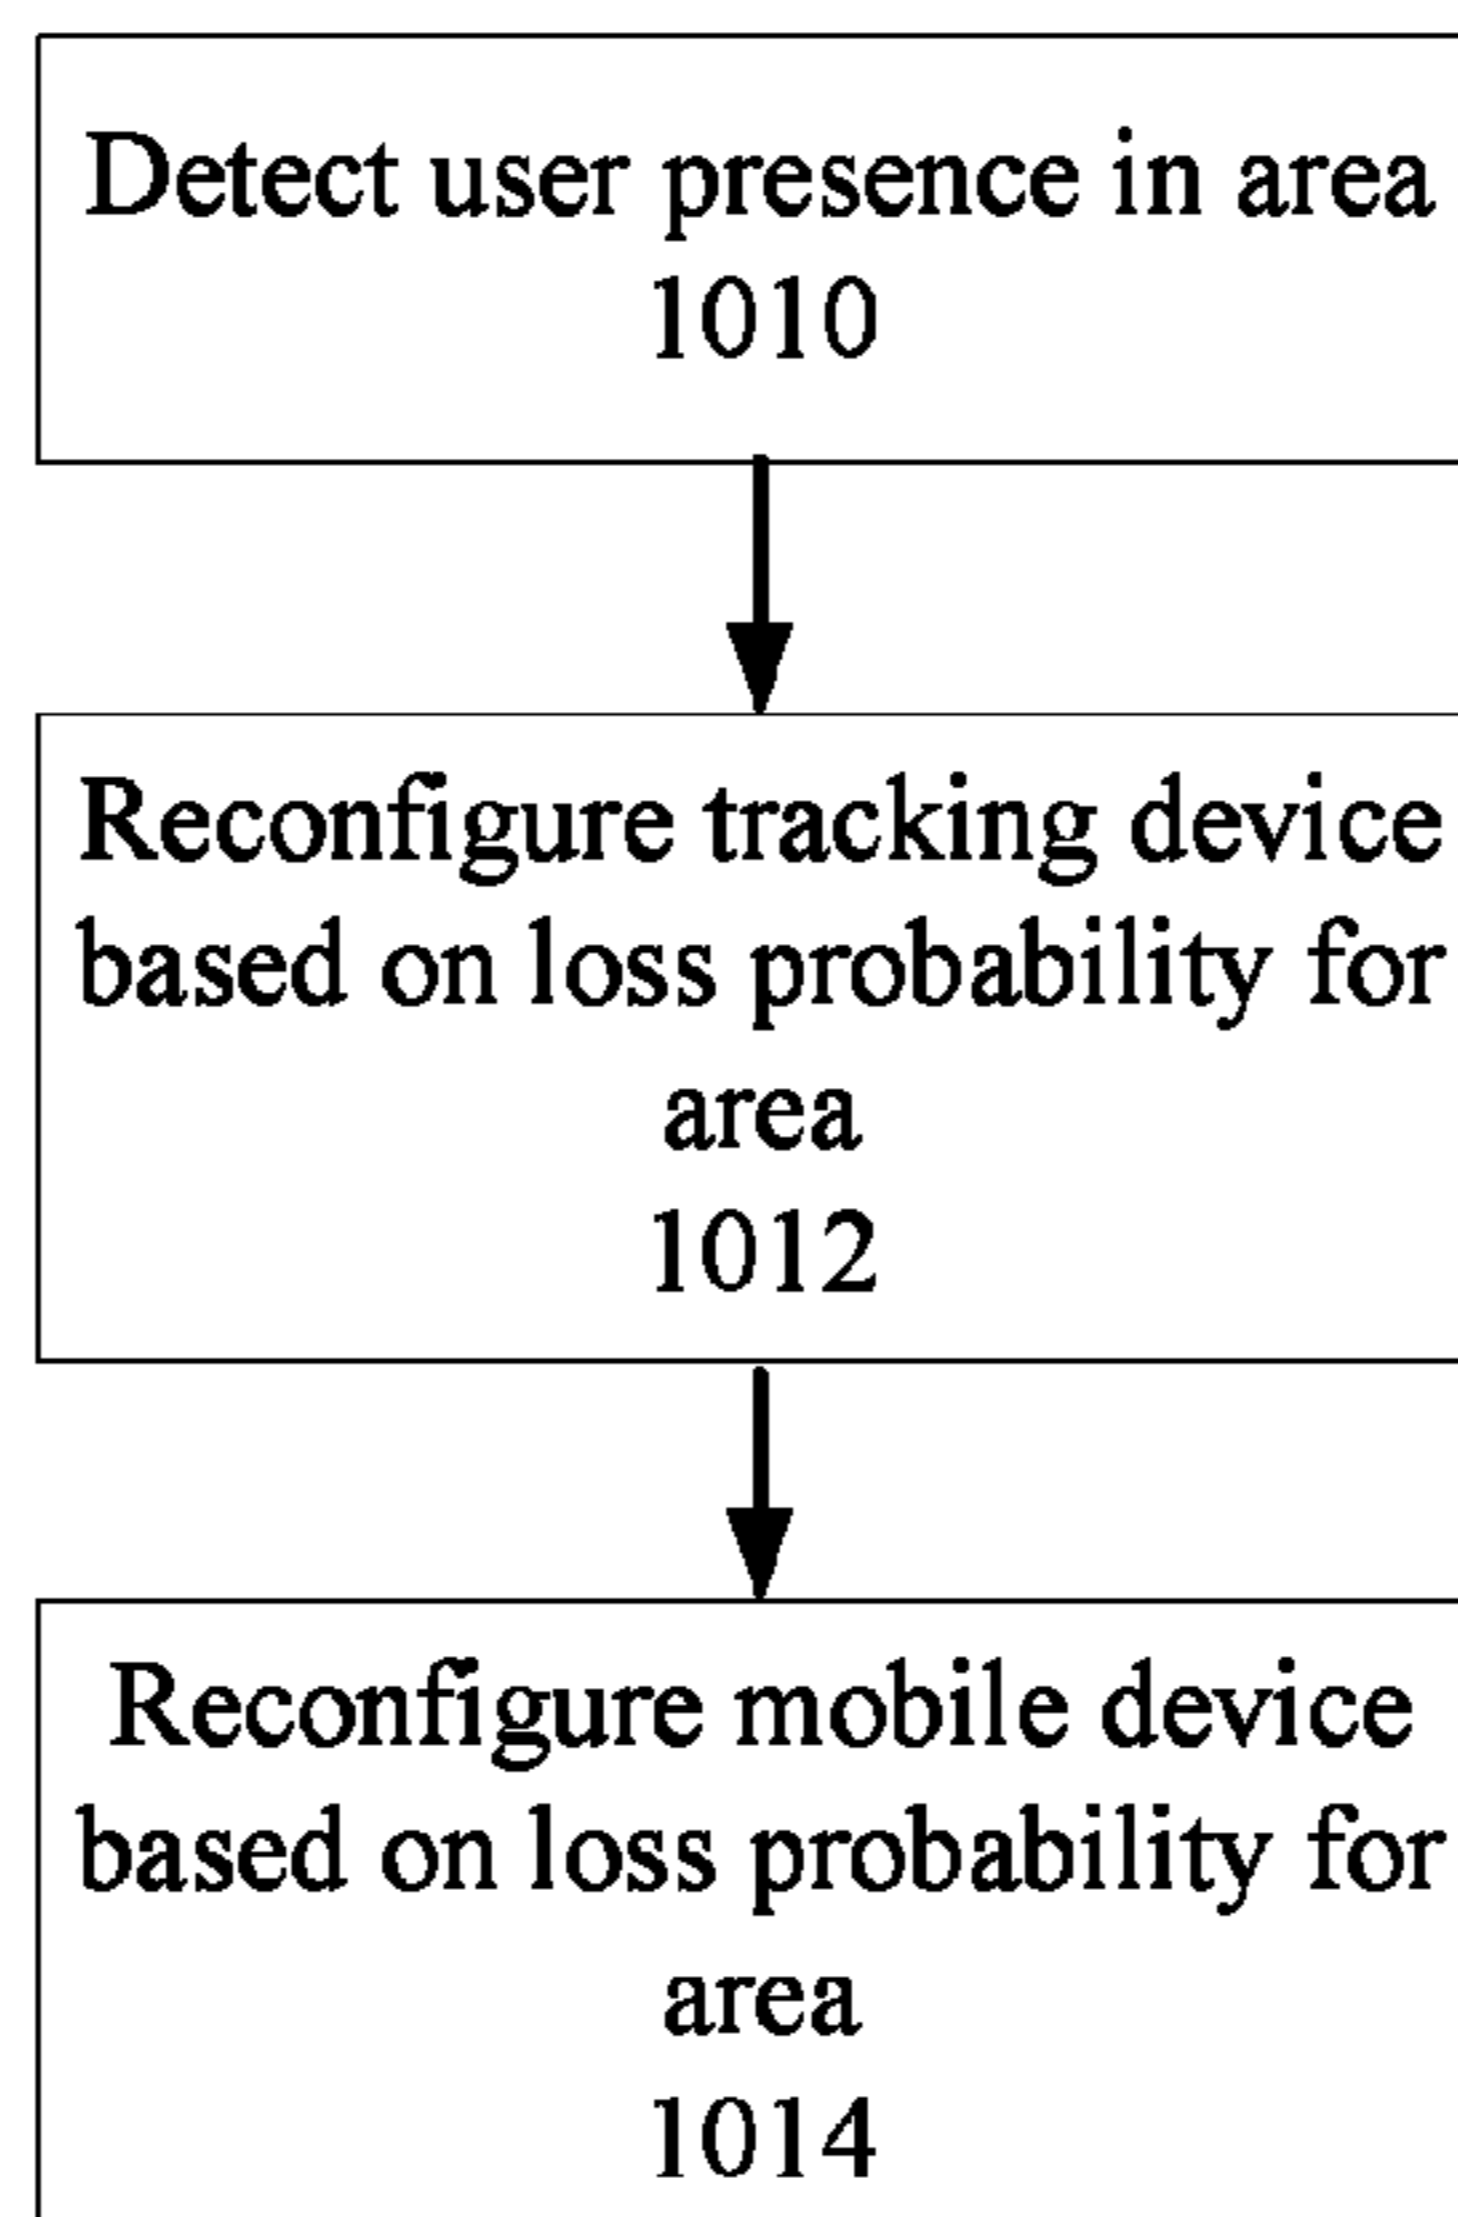 Detect user presence in area
1010
Reconfigure tracking device
based on loss probability for
area
1012
Reconfigure mobile device
based on loss probability for
area
1014